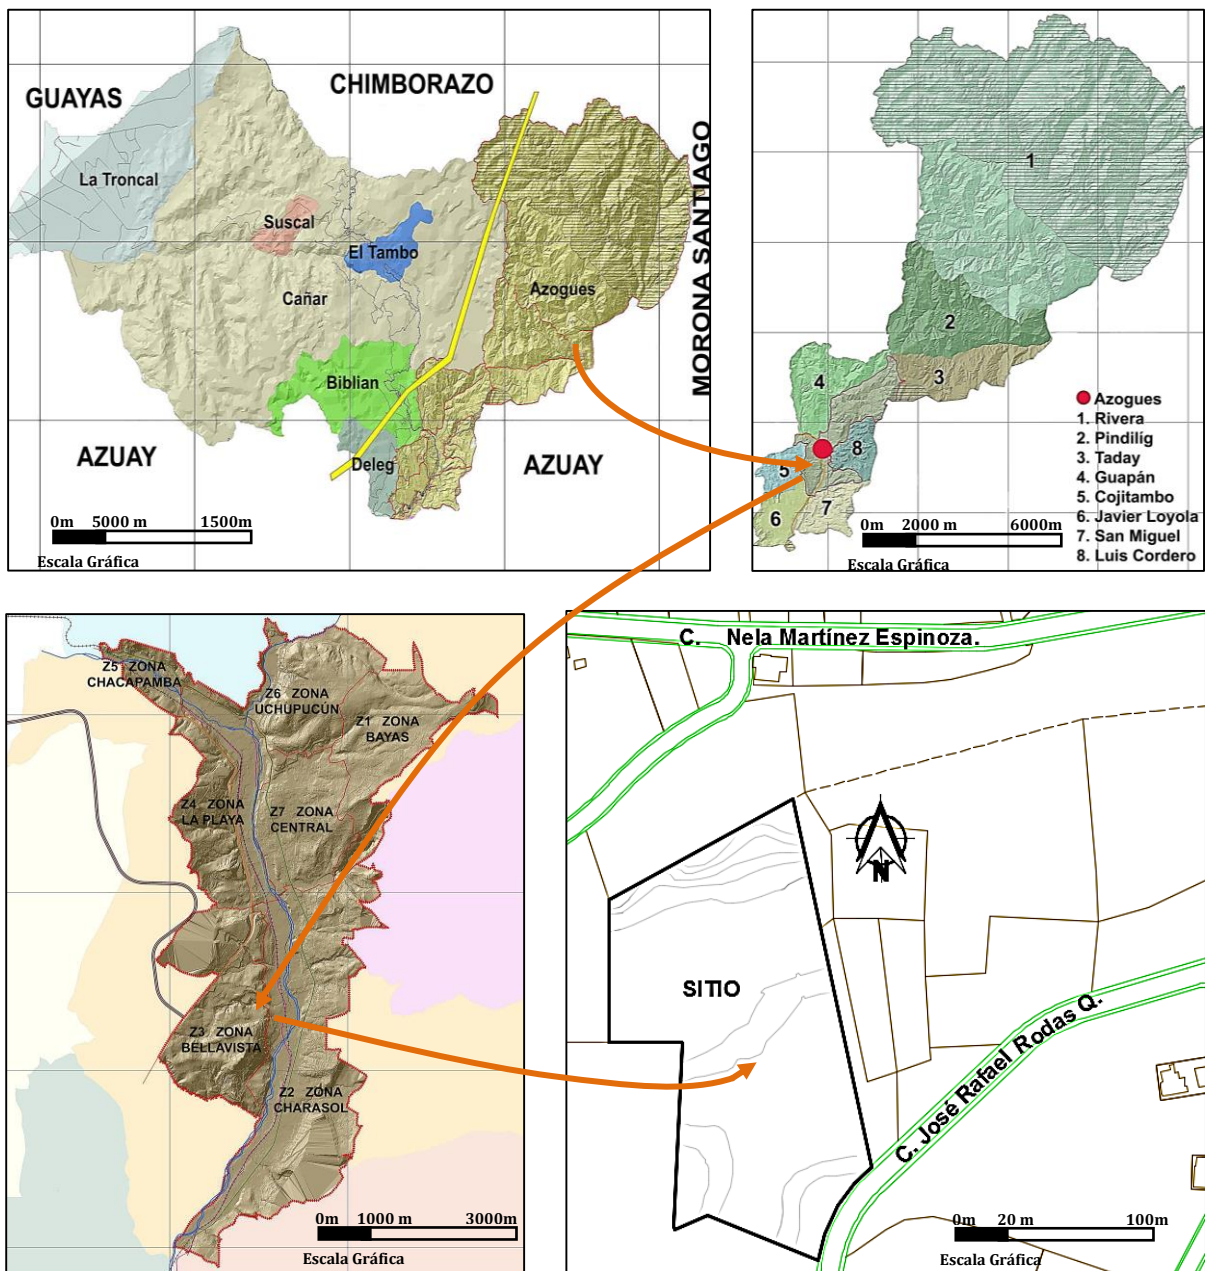 GUAYAS
CHIMBORAZO
MORONA SANTIAGO
La Troncal
Suscal
El Tambo
Cañar
Azogues
Biblian
Deleg
AZUAY
AZUAY
0m 5000 m 1500m
Escala Gráfica
1
2
3
4
5
6
7
8
Azogues
1. Rivera
2. Pindilíg
3. Taday
4. Guapán
5. Cojitambo
6. Javier Loyola
7. San Miguel
8. Luis Cordero
0m 2000 m 6000m
Escala Gráfica
Z5 ZONA
CHACAPAMBA
Z6 ZONA
UCHUPUCÚN
Z1 ZONA
BAYAS
Z4 ZONA
LA PLAYA
Z7 ZONA
CENTRAL
Z3 ZONA
BELLAVISTA
Z2 ZONA
CHARASOL
0m 1000 m 3000m
Escala Gráfica
C. Nela Martínez Espinoza.
N
SITIO
C. José Rafael Rodas Q.
0m 20 m 100m
Escala Gráfica